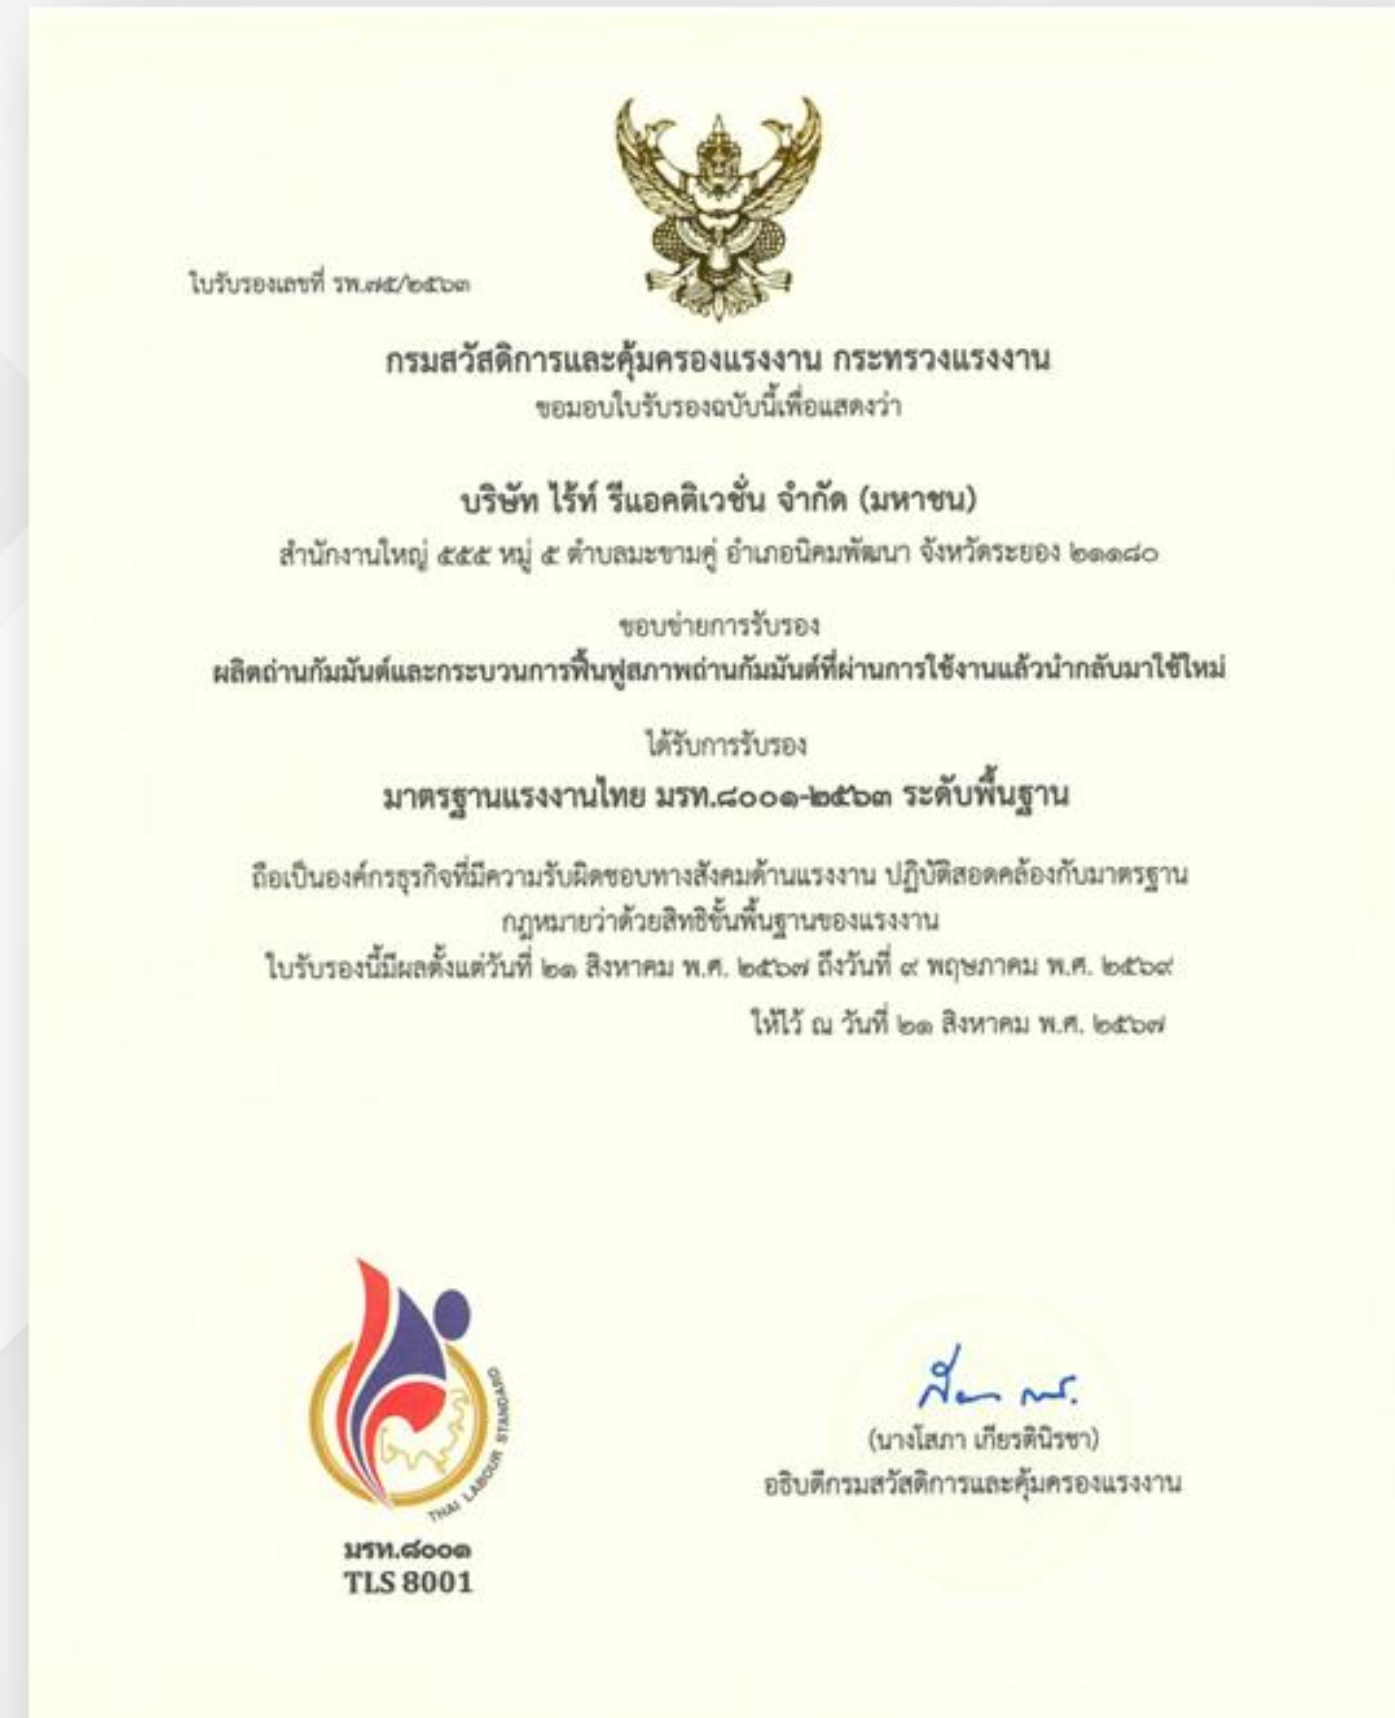 ใบรับรองเลขที่ รพ.๗๕/๒๕๖๓
กรมสวัสดิการและคุ้มครองแรงงาน กระทรวงแรงงาน
ขอมอบใบรับรองฉบับนี้เพื่อแสดงว่า
บริษัท ไร้ท์ รีแอคติเวชั่น จำกัด (มหาชน)
สำนักงานใหญ่ ๕๕๕ หมู่ ๕ ตำบลมะขามคู่ อำเภอนิคมพัฒนา จังหวัดระยอง ๒๑๑๘๐
ขอบข่ายการรับรอง
ผลิตถ่านกัมมันต์และกระบวนการฟื้นฟูสภาพถ่านกัมมันต์ที่ผ่านการใช้งานแล้วนำกลับมาใช้ใหม่
ได้รับการรับรอง
มาตรฐานแรงงานไทย มรท.๘๐๐๑-๒๕๖๓ ระดับพื้นฐาน
ถือเป็นองค์กรธุรกิจที่มีความรับผิดชอบทางสังคมด้านแรงงาน ปฏิบัติสอดคล้องกับมาตรฐาน
กฎหมายว่าด้วยสิทธิขั้นพื้นฐานของแรงงาน
ใบรับรองนี้มีผลตั้งแต่วันที่ ๒๑ สิงหาคม พ.ศ. ๒๕๖๗ ถึงวันที่ ๙ พฤษภาคม พ.ศ. ๒๕๖๙
ให้ไว้ ณ วันที่ ๒๑ สิงหาคม พ.ศ. ๒๕๖๗
THAI LABOUR STANDARD
มรท.๘๐๐๑
TLS 8001
(นางโสภา เกียรตินิรชา)
อธิบดีกรมสวัสดิการและคุ้มครองแรงงาน